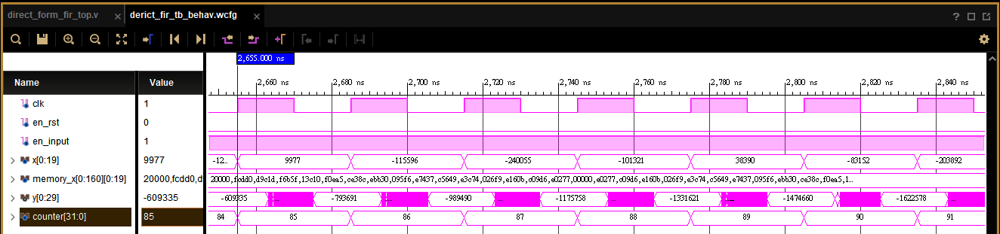 direct_form_fir_top.v × derict_fir_tb_behav.wcfg × ?
2,655.000 ns
Name Value
2,660 ns 2,680 ns 2,700 ns 2,720 ns 2,740 ns 2,760 ns 2,780 ns 2,800 ns 2,820 ns 2,840 ns
clk 1
en_rst 0
en_input 1
x[0:19] 9977 -12... 9977 -115596 -240055 -101321 38390 -83152 -203892
memory_x[0:160][0:19] 20000,fcdd0,d9 20000,fcdd0,d9c1d,f6b5f,13c10,f0ea5,ce38c,ebb30,095f6,e7437,c5649,e3c74,026f9,e160b,c09d6,e0277,00000,e0277,c09d6,e160b,026f9,e3c74,c5649,e7437,095f6,ebb30,ce38c,f0ea5,1...
y[0:29] -609335 -609335 ... -793691 ... -989490 ... -1175758 ... -1331621 ... -1474660 -1622578 ...
counter[31:0] 85 84 85 86 87 88 89 90 91